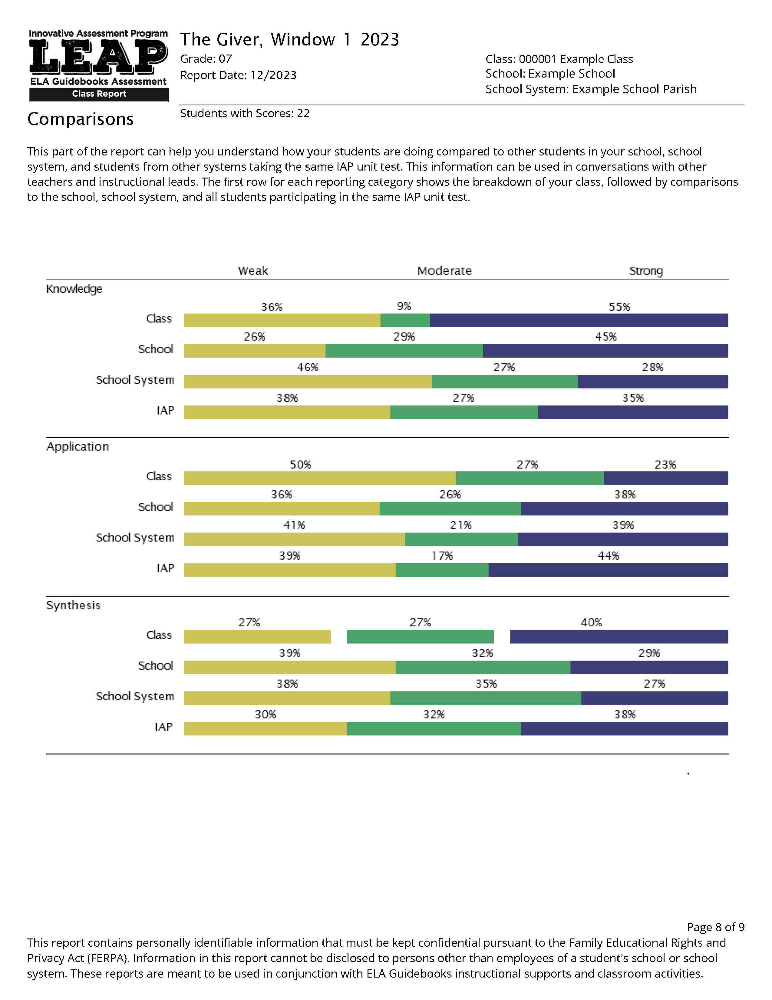 Innovative Assessment Program
LEAP
ELA Guidebooks Assessment
Class Report
The Giver, Window 1 2023
Grade: 07
Report Date: 12/2023
Class: 000001 Example Class
School: Example School
School System: Example School Parish
Students with Scores: 22
Comparisons
This part of the report can help you understand how your students are doing compared to other students in your school, school
system, and students from other systems taking the same IAP unit test. This information can be used in conversations with other
teachers and instructional leads. The first row for each reporting category shows the breakdown of your class, followed by comparisons
to the school, school system, and all students participating in the same IAP unit test.
Weak Moderate Strong
Knowledge
36% 9% 55%
Class
26% 29% 45%
School
46% 27% 28%
School System
38% 27% 35%
IAP
Application
50% 27% 23%
Class
36% 26% 38%
School
41% 21% 39%
School System
39% 17% 44%
IAP
Synthesis
27% 27% 40%
Class
39% 32% 29%
School
38% 35% 27%
School System
30% 32% 38%
IAP
`
Page 8 of 9
This report contains personally identifiable information that must be kept confidential pursuant to the Family Educational Rights and
Privacy Act (FERPA). Information in this report cannot be disclosed to persons other than employees of a student's school or school
system. These reports are meant to be used in conjunction with ELA Guidebooks instructional supports and classroom activities.